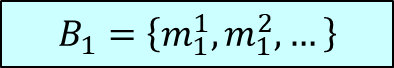 B₁ = {m₁¹, m₁², … }